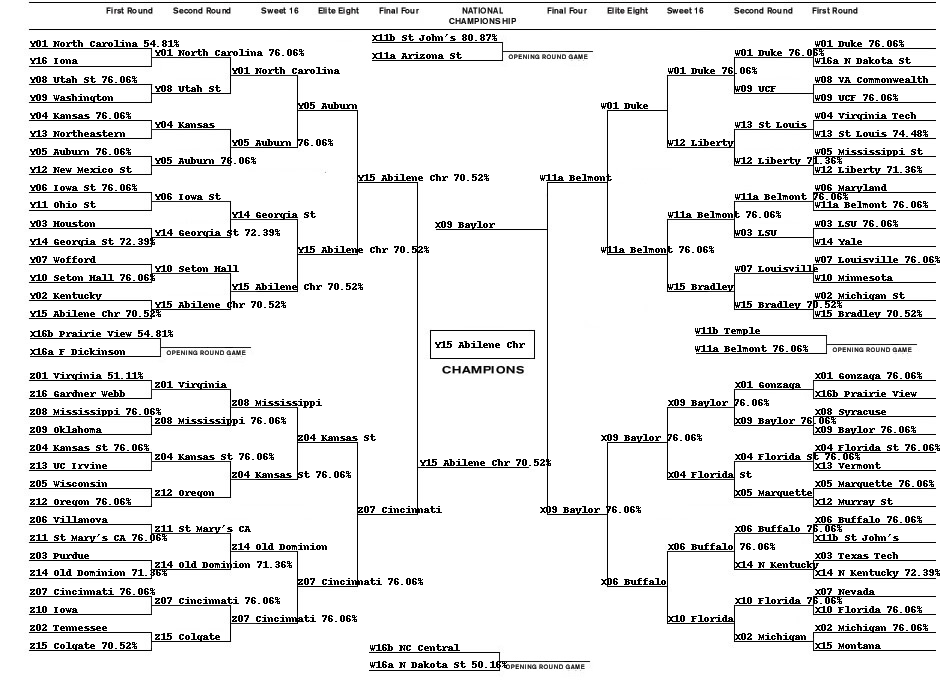 First Round Second Round Sweet 16 Elite Eight Final Four NATIONAL CHAMPIONSHIP Final Four Elite Eight Sweet 16 Second Round First Round
Y01 North Carolina 54.81%
Y16 Iona
Y08 Utah St 76.06%
Y09 Washington
Y04 Kansas 76.06%
Y13 Northeastern
Y05 Auburn 76.06%
Y12 New Mexico St
Y06 Iowa St 76.06%
Y11 Ohio St
Y03 Houston
Y14 Georgia St 72.39%
Y07 Wofford
Y10 Seton Hall 76.06%
Y02 Kentucky
Y15 Abilene Chr 70.52%
Y01 North Carolina 76.06%
Y08 Utah St
Y04 Kansas
Y05 Auburn 76.06%
Y06 Iowa St
Y14 Georgia St 72.39%
Y10 Seton Hall
Y15 Abilene Chr 70.52%
Y01 North Carolina
Y05 Auburn 76.06%
Y14 Georgia St
Y15 Abilene Chr 70.52%
Y05 Auburn
Y15 Abilene Chr 70.52%
Y15 Abilene Chr 70.52%
X16b Prairie View 54.81%
X16a F Dickinson
OPENING ROUND GAME
Z01 Virginia 51.11%
Z16 Gardner Webb
Z08 Mississippi 76.06%
Z09 Oklahoma
Z04 Kansas St 76.06%
Z13 UC Irvine
Z05 Wisconsin
Z12 Oregon 76.06%
Z06 Villanova
Z11 St Mary's CA 76.06%
Z03 Purdue
Z14 Old Dominion 71.36%
Z07 Cincinnati 76.06%
Z10 Iowa
Z02 Tennessee
Z15 Colgate 70.52%
Z01 Virginia
Z08 Mississippi 76.06%
Z04 Kansas St 76.06%
Z12 Oregon
Z11 St Mary's CA
Z14 Old Dominion 71.36%
Z07 Cincinnati 76.06%
Z15 Colgate
Z08 Mississippi
Z04 Kansas St 76.06%
Z14 Old Dominion
Z07 Cincinnati 76.06%
Z04 Kansas St
Z07 Cincinnati 76.06%
Z07 Cincinnati
X11b St John's 80.87%
X11a Arizona St
OPENING ROUND GAME
X09 Baylor
Y15 Abilene Chr
CHAMPIONS
Y15 Abilene Chr 70.52%
W16b NC Central
W16a N Dakota St 50.16%
OPENING ROUND GAME
W11a Belmont
W01 Duke
W11a Belmont 76.06%
W01 Duke 76.06%
W12 Liberty
W11a Belmont 76.06%
W15 Bradley
W01 Duke 76.06%
W09 UCF
W13 St Louis
W12 Liberty 71.36%
W11a Belmont 76.06%
W03 LSU
W07 Louisville
W15 Bradley 70.52%
W01 Duke 76.06%
W16a N Dakota St
W08 VA Commonwealth
W09 UCF 76.06%
W04 Virginia Tech
W13 St Louis 74.48%
W05 Mississippi St
W12 Liberty 71.36%
W06 Maryland
W11a Belmont 76.06%
W03 LSU 76.06%
W14 Yale
W07 Louisville 76.06%
W10 Minnesota
W02 Michigan St
W15 Bradley 70.52%
W11b Temple
W11a Belmont 76.06%
OPENING ROUND GAME
X09 Baylor 76.06%
X09 Baylor 76.06%
X06 Buffalo
X09 Baylor 76.06%
X04 Florida St
X06 Buffalo 76.06%
X10 Florida
X01 Gonzaga
X09 Baylor 76.06%
X04 Florida St 76.06%
X05 Marquette
X06 Buffalo 76.06%
X14 N Kentucky
X10 Florida 76.06%
X02 Michigan
X01 Gonzaga 76.06%
X16b Prairie View
X08 Syracuse
X09 Baylor 76.06%
X04 Florida St 76.06%
X13 Vermont
X05 Marquette 76.06%
X12 Murray St
X06 Buffalo 76.06%
X11b St John's
X03 Texas Tech
X14 N Kentucky 72.39%
X07 Nevada
X10 Florida 76.06%
X02 Michigan 76.06%
X15 Montana